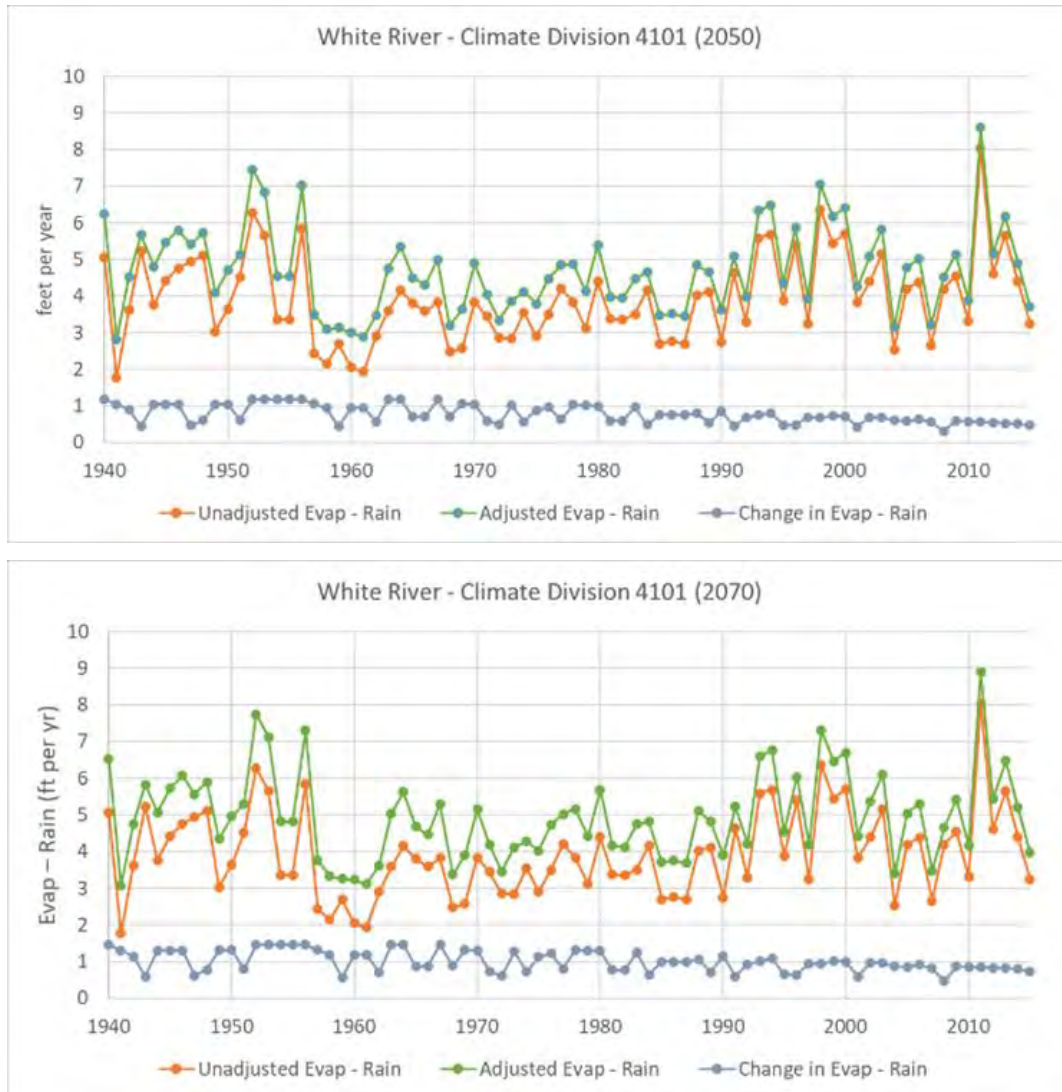 White River - Climate Division 4101 (2050)
10
9
8
7
6
5
4
3
2
1
0
feet per year
1940 1950 1960 1970 1980 1990 2000 2010
Unadjusted Evap - Rain Adjusted Evap - Rain Change in Evap - Rain
White River - Climate Division 4101 (2070)
10
9
8
7
6
5
4
3
2
1
0
Evap – Rain (ft per yr)
1940 1950 1960 1970 1980 1990 2000 2010
Unadjusted Evap - Rain Adjusted Evap - Rain Change in Evap - Rain